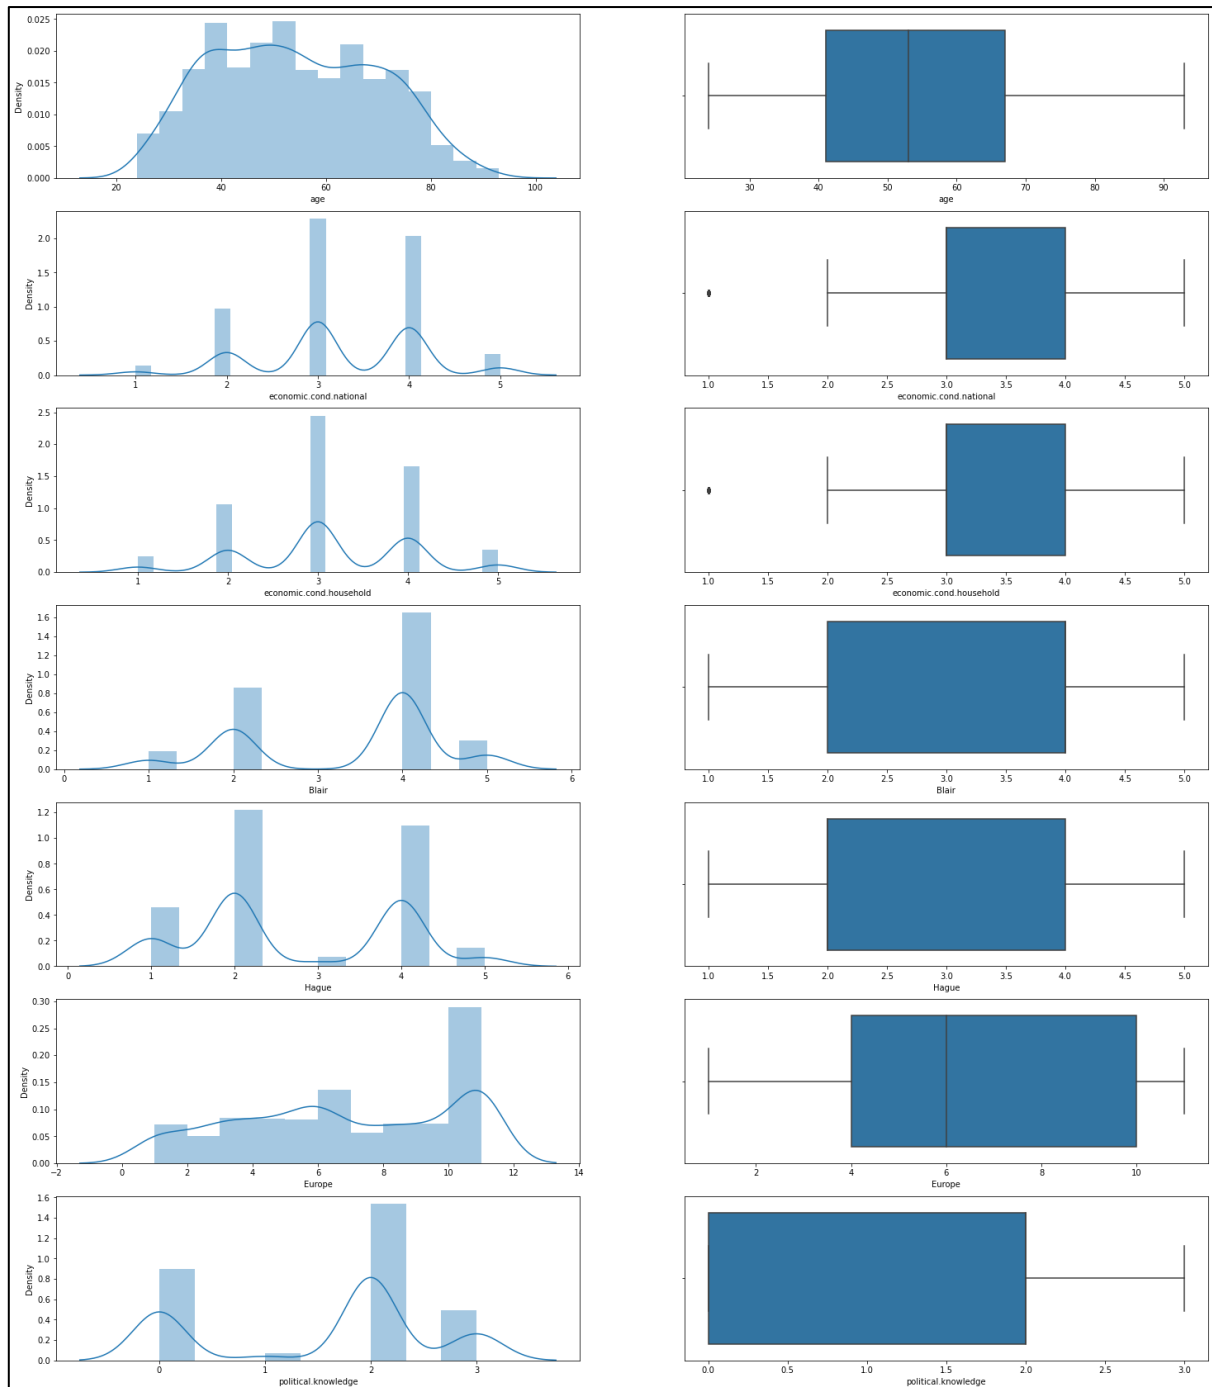 0.025
0.020
0.015
0.010
0.005
0.000
Density
20 40 60 80 100
age
30 40 50 60 70 80 90
age
2.0
1.5
1.0
0.5
0.0
Density
1 2 3 4 5
economic.cond.national
1.0 1.5 2.0 2.5 3.0 3.5 4.0 4.5 5.0
economic.cond.national
2.5
2.0
1.5
1.0
0.5
0.0
Density
1 2 3 4 5
economic.cond.household
1.0 1.5 2.0 2.5 3.0 3.5 4.0 4.5 5.0
economic.cond.household
1.6
1.4
1.2
1.0
0.8
0.6
0.4
0.2
0.0
Density
0 1 2 3 4 5 6
Blair
1.0 1.5 2.0 2.5 3.0 3.5 4.0 4.5 5.0
Blair
1.2
1.0
0.8
0.6
0.4
0.2
0.0
Density
0 1 2 3 4 5 6
Hague
1.0 1.5 2.0 2.5 3.0 3.5 4.0 4.5 5.0
Hague
0.30
0.25
0.20
0.15
0.10
0.05
0.00
Density
−2 0 2 4 6 8 10 12 14
Europe
2 4 6 8 10
Europe
1.6
1.4
1.2
1.0
0.8
0.6
0.4
0.2
0.0
Density
0 1 2 3
political.knowledge
0.0 0.5 1.0 1.5 2.0 2.5 3.0
political.knowledge